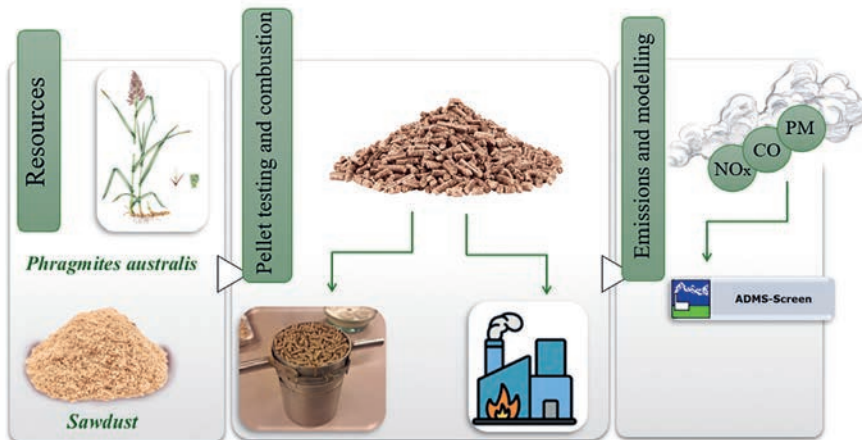 Resources
Phragmites australis
Sawdust
Pellet testing and combustion
Emissions and modelling
NOx
CO
PM
ADMS-Screen